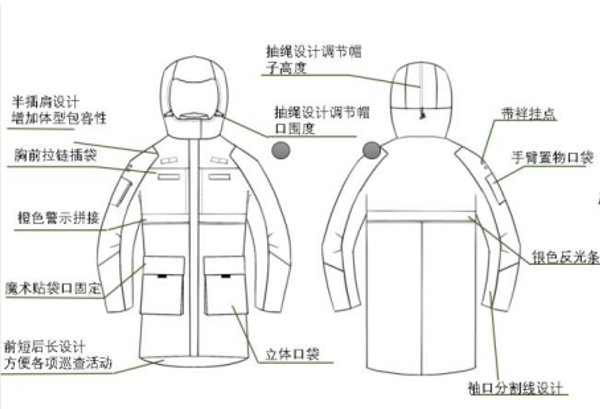 抽绳设计调节帽
子高度
半插肩设计
增加体型包容性
抽绳设计调节帽
口围度
带袢挂点
胸前拉链插袋
手臂置物口袋
橙色警示拼接
银色反光条
魔术贴袋口固定
前短后长设计
方便各项巡查活动
立体口袋
袖口分割线设计